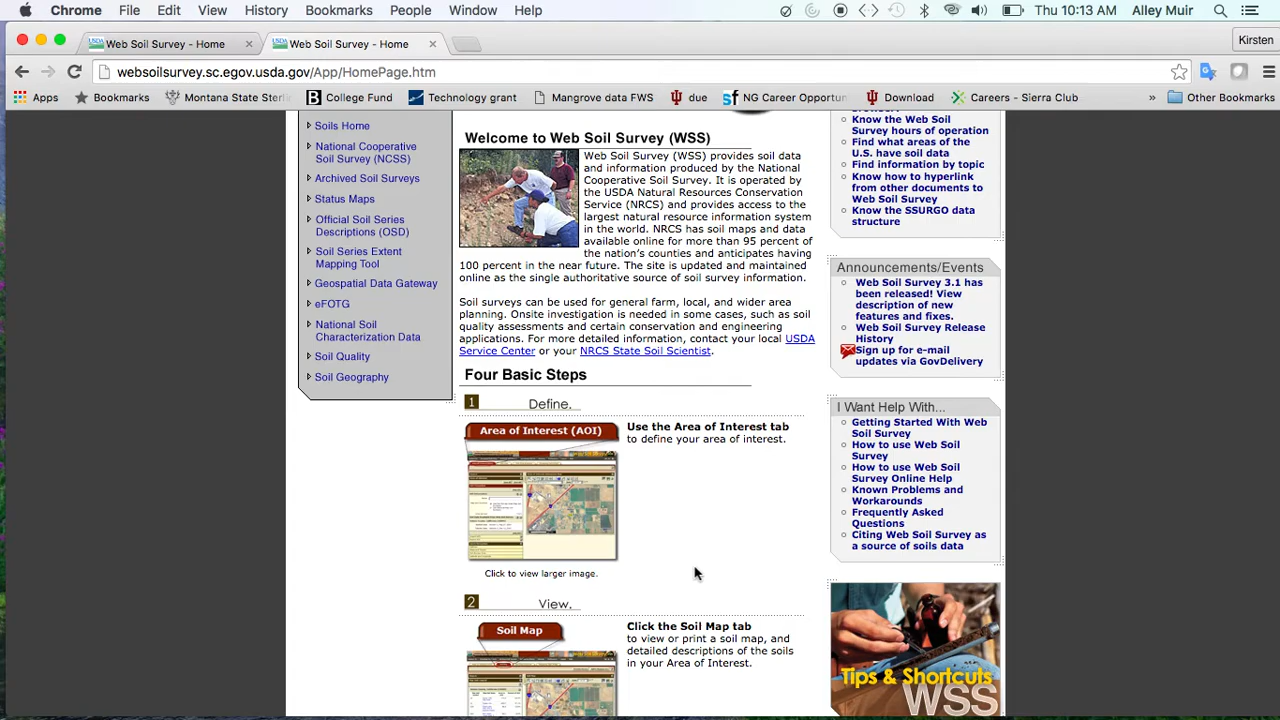 Chrome File Edit View History Bookmarks People Window Help Thu 10:13 AM Alley Muir
Web Soil Survey - Home × Web Soil Survey - Home × Kirsten
websoilsurvey.sc.egov.usda.gov/App/HomePage.htm
Apps Bookmarks Montana State Sterli College Fund Technology grant Mangrove data FWS due NG Career Opportun Download Careers - Sierra Club » Other Bookmarks
Soils Home
National Cooperative
Soil Survey (NCSS)
Archived Soil Surveys
Status Maps
Official Soil Series
Descriptions (OSD)
Soil Series Extent
Mapping Tool
Geospatial Data Gateway
eFOTG
National Soil
Characterization Data
Soil Quality
Soil Geography
Welcome to Web Soil Survey (WSS)
Web Soil Survey (WSS) provides soil data
and information produced by the National
Cooperative Soil Survey. It is operated by
the USDA Natural Resources Conservation
Service (NRCS) and provides access to the
largest natural resource information system
in the world. NRCS has soil maps and data
available online for more than 95 percent of
the nation's counties and anticipates having
100 percent in the near future. The site is updated and maintained
online as the single authoritative source of soil survey information.
Soil surveys can be used for general farm, local, and wider area
planning. Onsite investigation is needed in some cases, such as soil
quality assessments and certain conservation and engineering
applications. For more detailed information, contact your local USDA
Service Center or your NRCS State Soil Scientist.
Four Basic Steps
1 Define.
Area of Interest (AOI)
Use the Area of Interest tab
to define your area of interest.
Click to view larger image.
2 View.
Soil Map
Click the Soil Map tab
to view or print a soil map, and
detailed descriptions of the soils
in your Area of Interest.
Know the Web
Soil Survey hours of operation
Find what areas of the
U.S. have soil data
Find information by topic
Know how to hyperlink
from other documents to
Web Soil Survey
Know the SSURGO data
structure
Announcements/Events
Web Soil Survey 3.1 has
been released! View
description of new
features and fixes.
Web Soil Survey Release
History
Sign up for e-mail
updates via GovDelivery
I Want Help With...
Getting Started With Web
Soil Survey
How to use Web Soil
Survey
How to use Web Soil
Survey Online Help
Known Problems and
Workarounds
Frequently Asked
Questions
Citing Web Soil Survey as
a source of soils data
Tips & Shortcuts
WSS